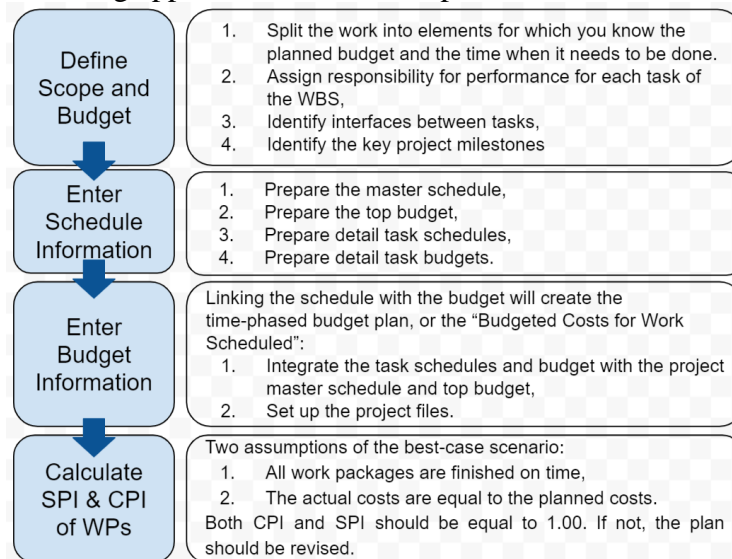 Define
Scope and
Budget
1. Split the work into elements for which you know the
planned budget and the time when it needs to be done.
2. Assign responsibility for performance for each task of
the WBS,
3. Identify interfaces between tasks,
4. Identify the key project milestones
Enter
Schedule
Information
1. Prepare the master schedule,
2. Prepare the top budget,
3. Prepare detail task schedules,
4. Prepare detail task budgets.
Enter
Budget
Information
Linking the schedule with the budget will create the
time-phased budget plan, or the “Budgeted Costs for Work
Scheduled”:
1. Integrate the task schedules and budget with the project
master schedule and top budget,
2. Set up the project files.
Calculate
SPI & CPI
of WPs
Two assumptions of the best-case scenario:
1. All work packages are finished on time,
2. The actual costs are equal to the planned costs.
Both CPI and SPI should be equal to 1.00. If not, the plan
should be revised.